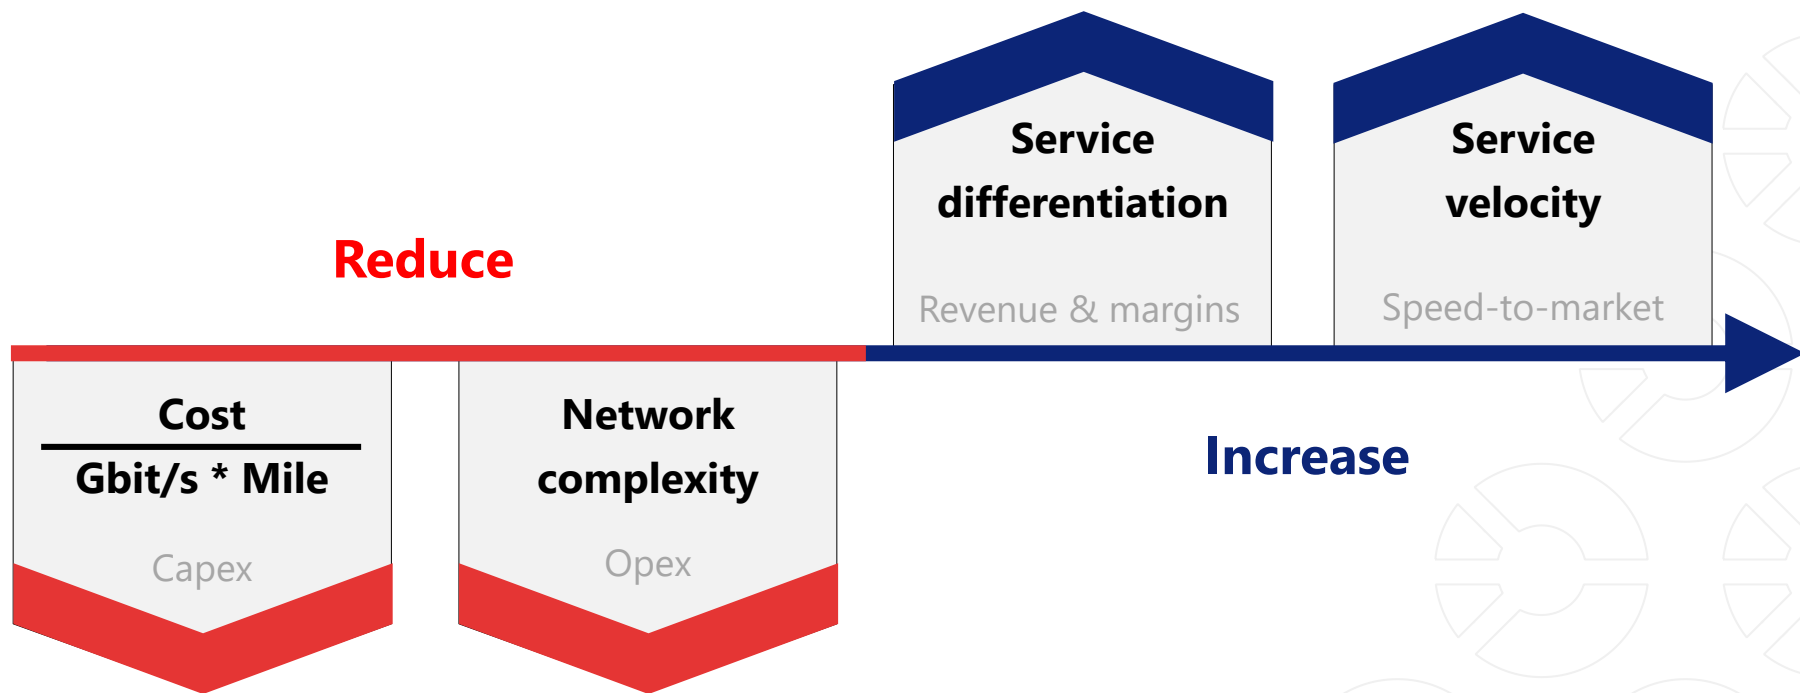 Reduce
Cost
Gbit/s * Mile
Capex
Network
complexity
Opex
Service
differentiation
Revenue & margins
Service
velocity
Speed-to-market
Increase